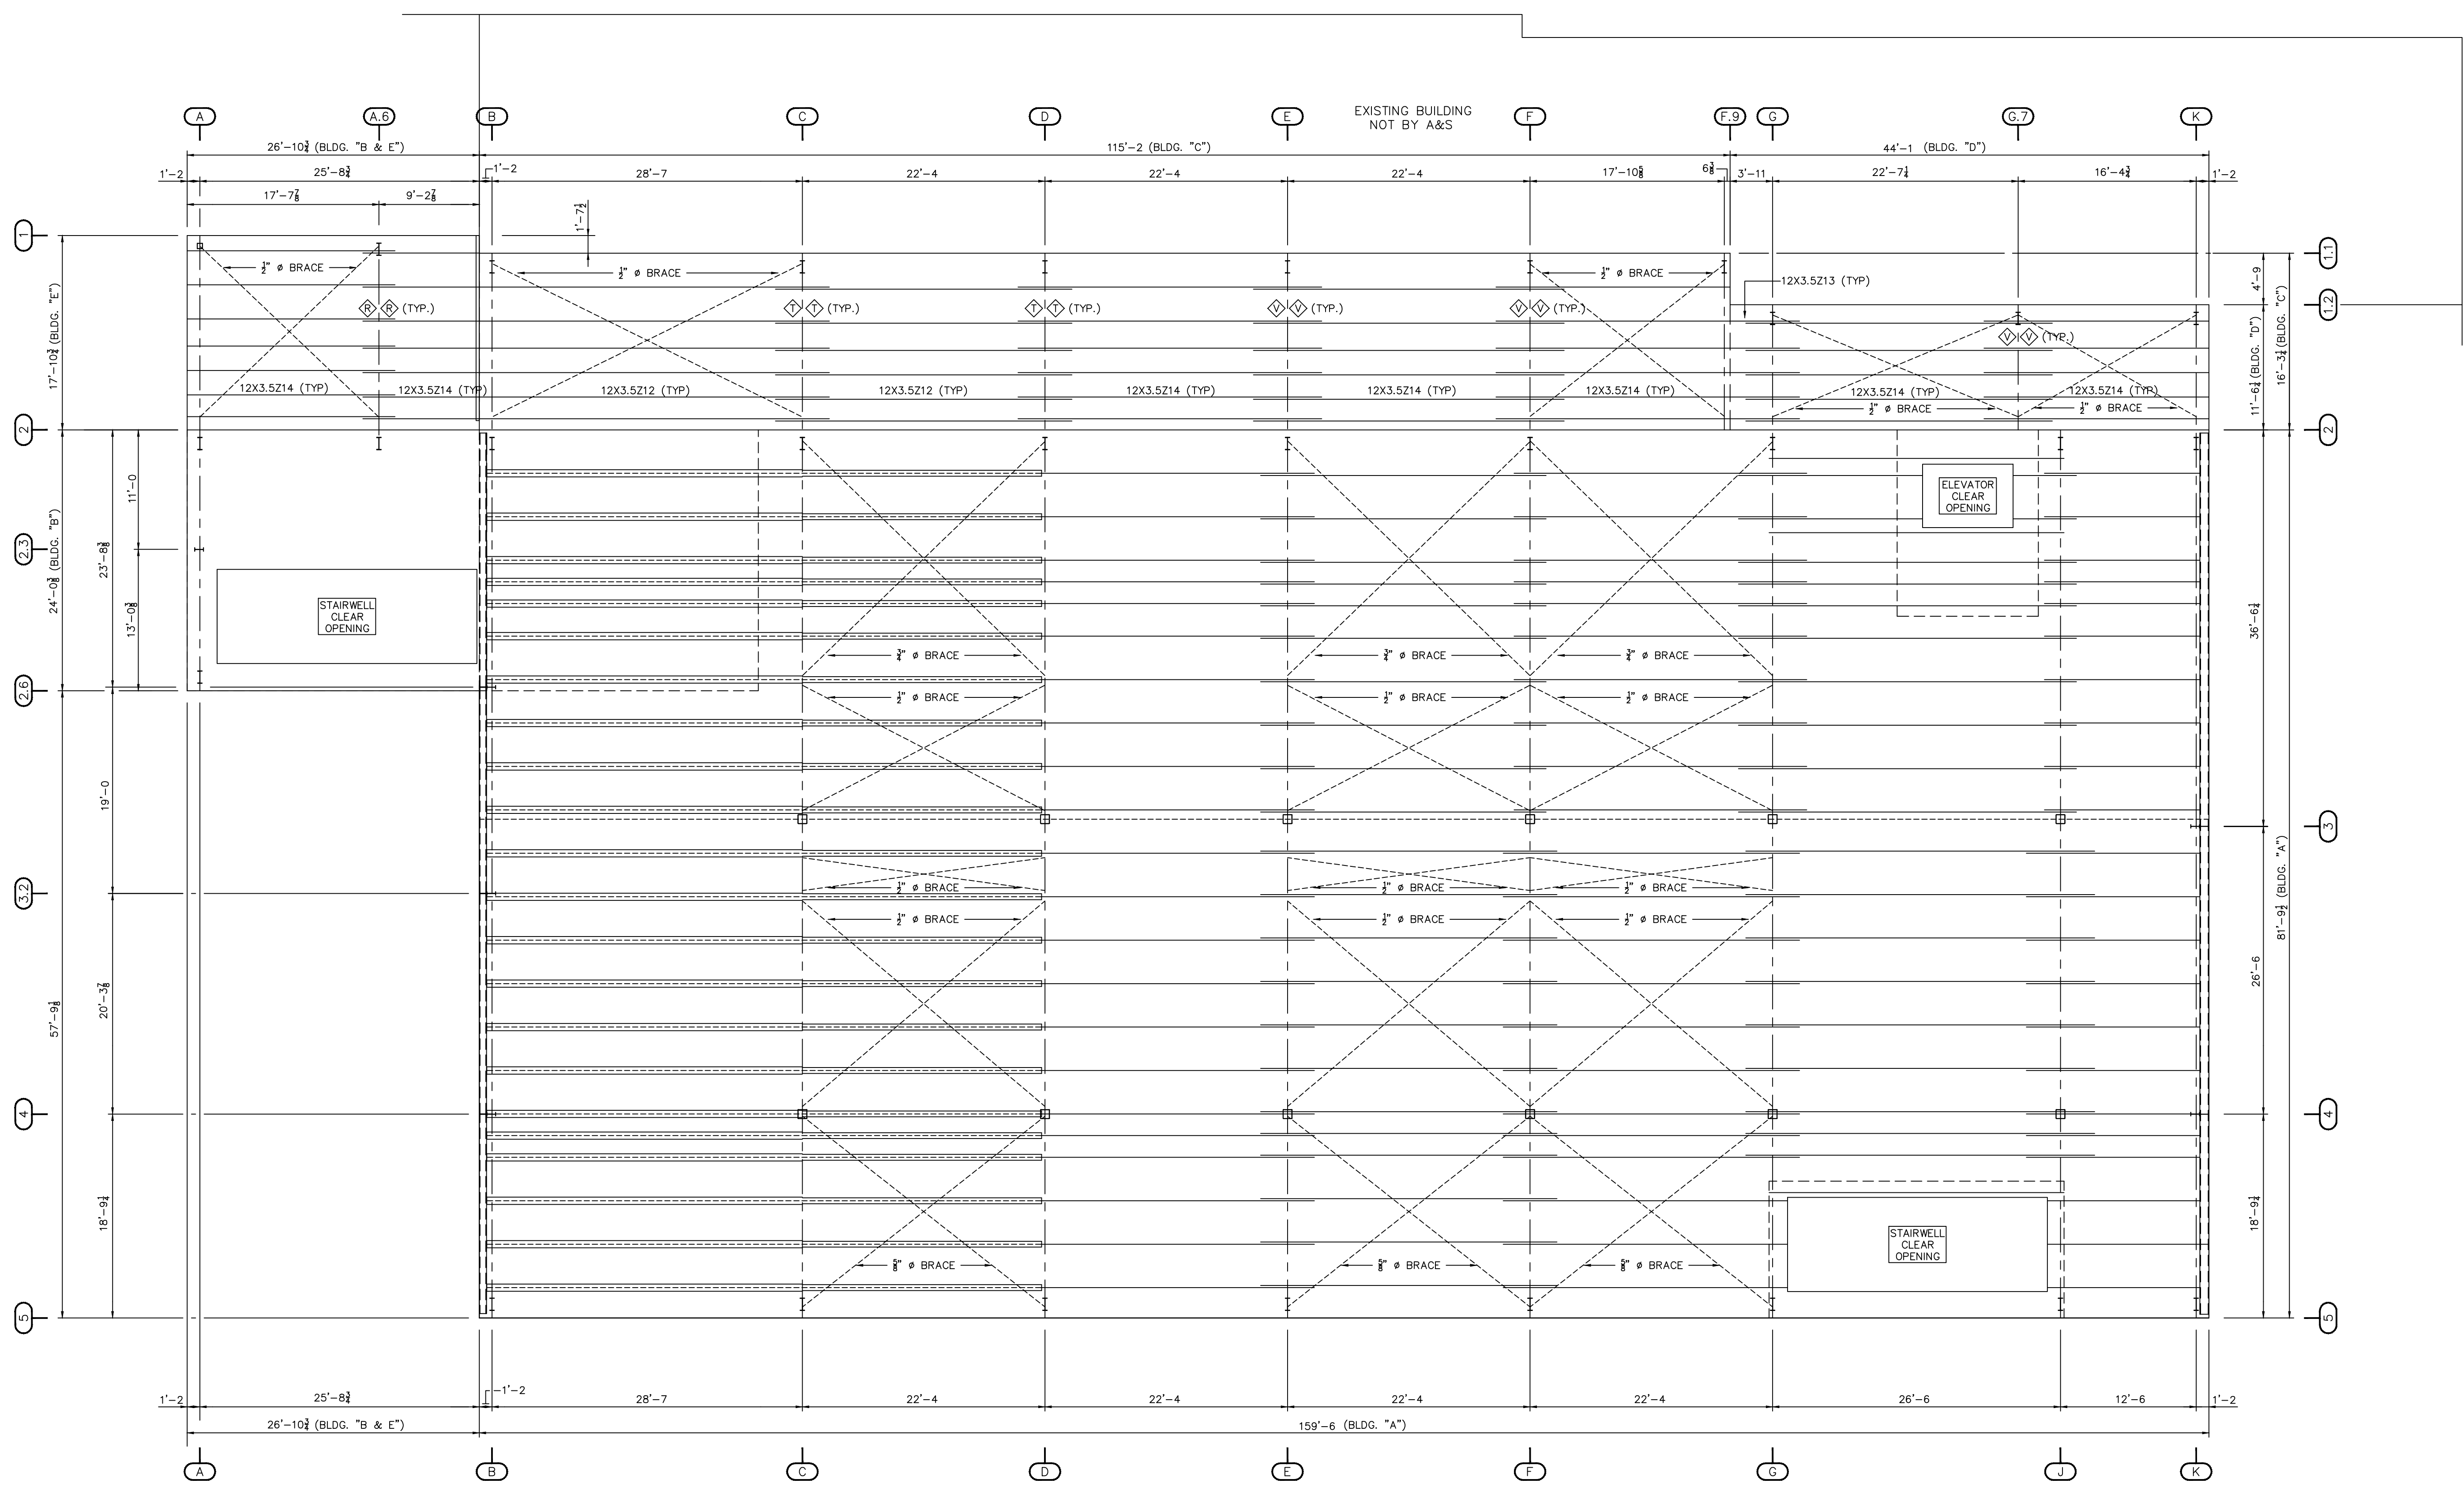 A A.6 B C D E F F.9 G G.7 K
EXISTING BUILDING
NOT BY A&S
26'-10¾ (BLDG. "B & E") 115'-2 (BLDG. "C") 44'-1 (BLDG. "D")
1'-2 25'-8¾ 1'-2 28'-7 22'-4 22'-4 22'-4 17'-10⅝ 6⅜ 3'-11 22'-7¼ 16'-4¾ 1'-2
17'-7⅞ 9'-2⅞
1'-7½
1 1.1
½" ø BRACE ½" ø BRACE ½" ø BRACE
12X3.5Z13 (TYP)
4'-9
1.2
R R (TYP.) T T (TYP.) T T (TYP.) V V (TYP.) V V (TYP.)
V V (TYP.)
17'-10¾ (BLDG. "E")
11'-6¼ (BLDG. "D")
16'-3¼ (BLDG. "C")
12X3.5Z14 (TYP) 12X3.5Z14 (TYP) 12X3.5Z12 (TYP) 12X3.5Z12 (TYP) 12X3.5Z14 (TYP) 12X3.5Z14 (TYP) 12X3.5Z14 (TYP) 12X3.5Z14 (TYP) 12X3.5Z14 (TYP)
½" ø BRACE ½" ø BRACE
2 2
11'-0
ELEVATOR
CLEAR
OPENING
2.3
24'-0⅜ (BLDG. "B")
23'-8⅜
13'-0⅜
STAIRWELL
CLEAR
OPENING
36'-6¼
¾" ø BRACE ¾" ø BRACE ¾" ø BRACE
2.6
½" ø BRACE ½" ø BRACE ½" ø BRACE
19'-0
3
3.2
½" ø BRACE ½" ø BRACE ½" ø BRACE
½" ø BRACE ½" ø BRACE ½" ø BRACE
81'-9½ (BLDG. "A")
26'-6
57'-9⅛
20'-3⅞
4 4
18'-9¼
18'-9¼
STAIRWELL
CLEAR
OPENING
⅝" ø BRACE ⅝" ø BRACE ⅝" ø BRACE
5 5
1'-2 25'-8¾ 1'-2 28'-7 22'-4 22'-4 22'-4 22'-4 26'-6 12'-6 1'-2
26'-10¾ (BLDG. "B & E") 159'-6 (BLDG. "A")
A B C D E F G J K